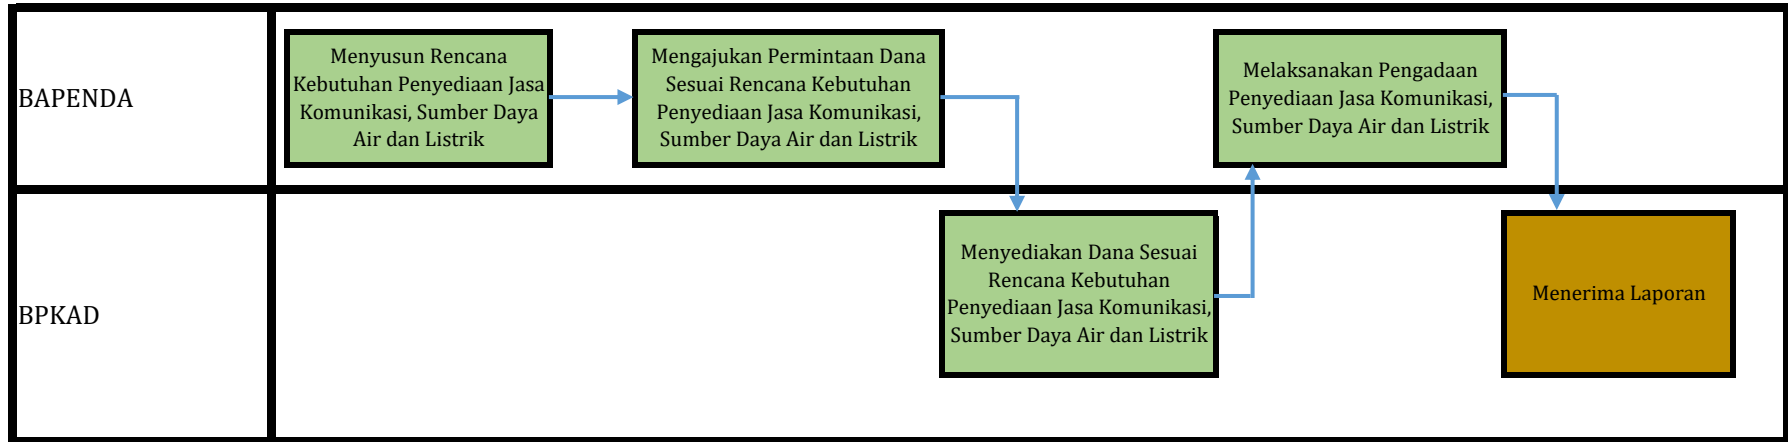 BAPENDA
Menyusun Rencana
Kebutuhan Penyediaan Jasa
Komunikasi, Sumber Daya
Air dan Listrik
Mengajukan Permintaan Dana
Sesuai Rencana Kebutuhan
Penyediaan Jasa Komunikasi,
Sumber Daya Air dan Listrik
Melaksanakan Pengadaan
Penyediaan Jasa Komunikasi,
Sumber Daya Air dan Listrik
BPKAD
Menyediakan Dana Sesuai
Rencana Kebutuhan
Penyediaan Jasa Komunikasi,
Sumber Daya Air dan Listrik
Menerima Laporan